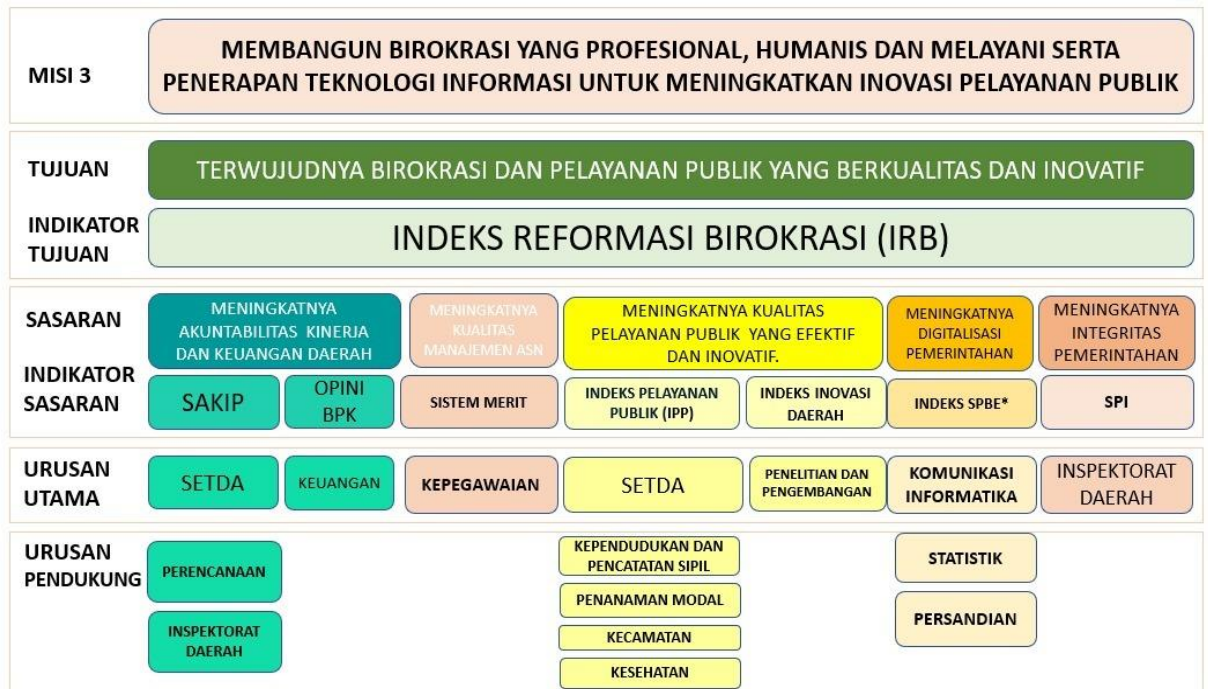 MISI 3
MEMBANGUN BIROKRASI YANG PROFESIONAL, HUMANIS DAN MELAYANI SERTA
PENERAPAN TEKNOLOGI INFORMASI UNTUK MENINGKATKAN INOVASI PELAYANAN PUBLIK
TUJUAN
TERWUJUDNYA BIROKRASI DAN PELAYANAN PUBLIK YANG BERKUALITAS DAN INOVATIF
INDIKATOR
TUJUAN
INDEKS REFORMASI BIROKRASI (IRB)
SASARAN
MENINGKATNYA
AKUNTABILITAS KINERJA
DAN KEUANGAN DAERAH
MENINGKATNYA
KUALITAS
MANAJEMEN ASN
MENINGKATNYA KUALITAS
PELAYANAN PUBLIK YANG EFEKTIF
DAN INOVATIF.
MENINGKATNYA
DIGITALISASI
PEMERINTAHAN
MENINGKATNYA
INTEGRITAS
PEMERINTAHAN
INDIKATOR
SASARAN
SAKIP
OPINI
BPK
SISTEM MERIT
INDEKS PELAYANAN
PUBLIK (IPP)
INDEKS INOVASI
DAERAH
INDEKS SPBE*
SPI
URUSAN
UTAMA
SETDA
KEUANGAN
KEPEGAWAIAN
SETDA
PENELITIAN DAN
PENGEMBANGAN
KOMUNIKASI
INFORMATIKA
INSPEKTORAT
DAERAH
URUSAN
PENDUKUNG
PERENCANAAN
INSPEKTORAT
DAERAH
KEPENDUDUKAN DAN
PENCATATAN SIPIL
PENANAMAN MODAL
KECAMATAN
KESEHATAN
STATISTIK
PERSANDIAN